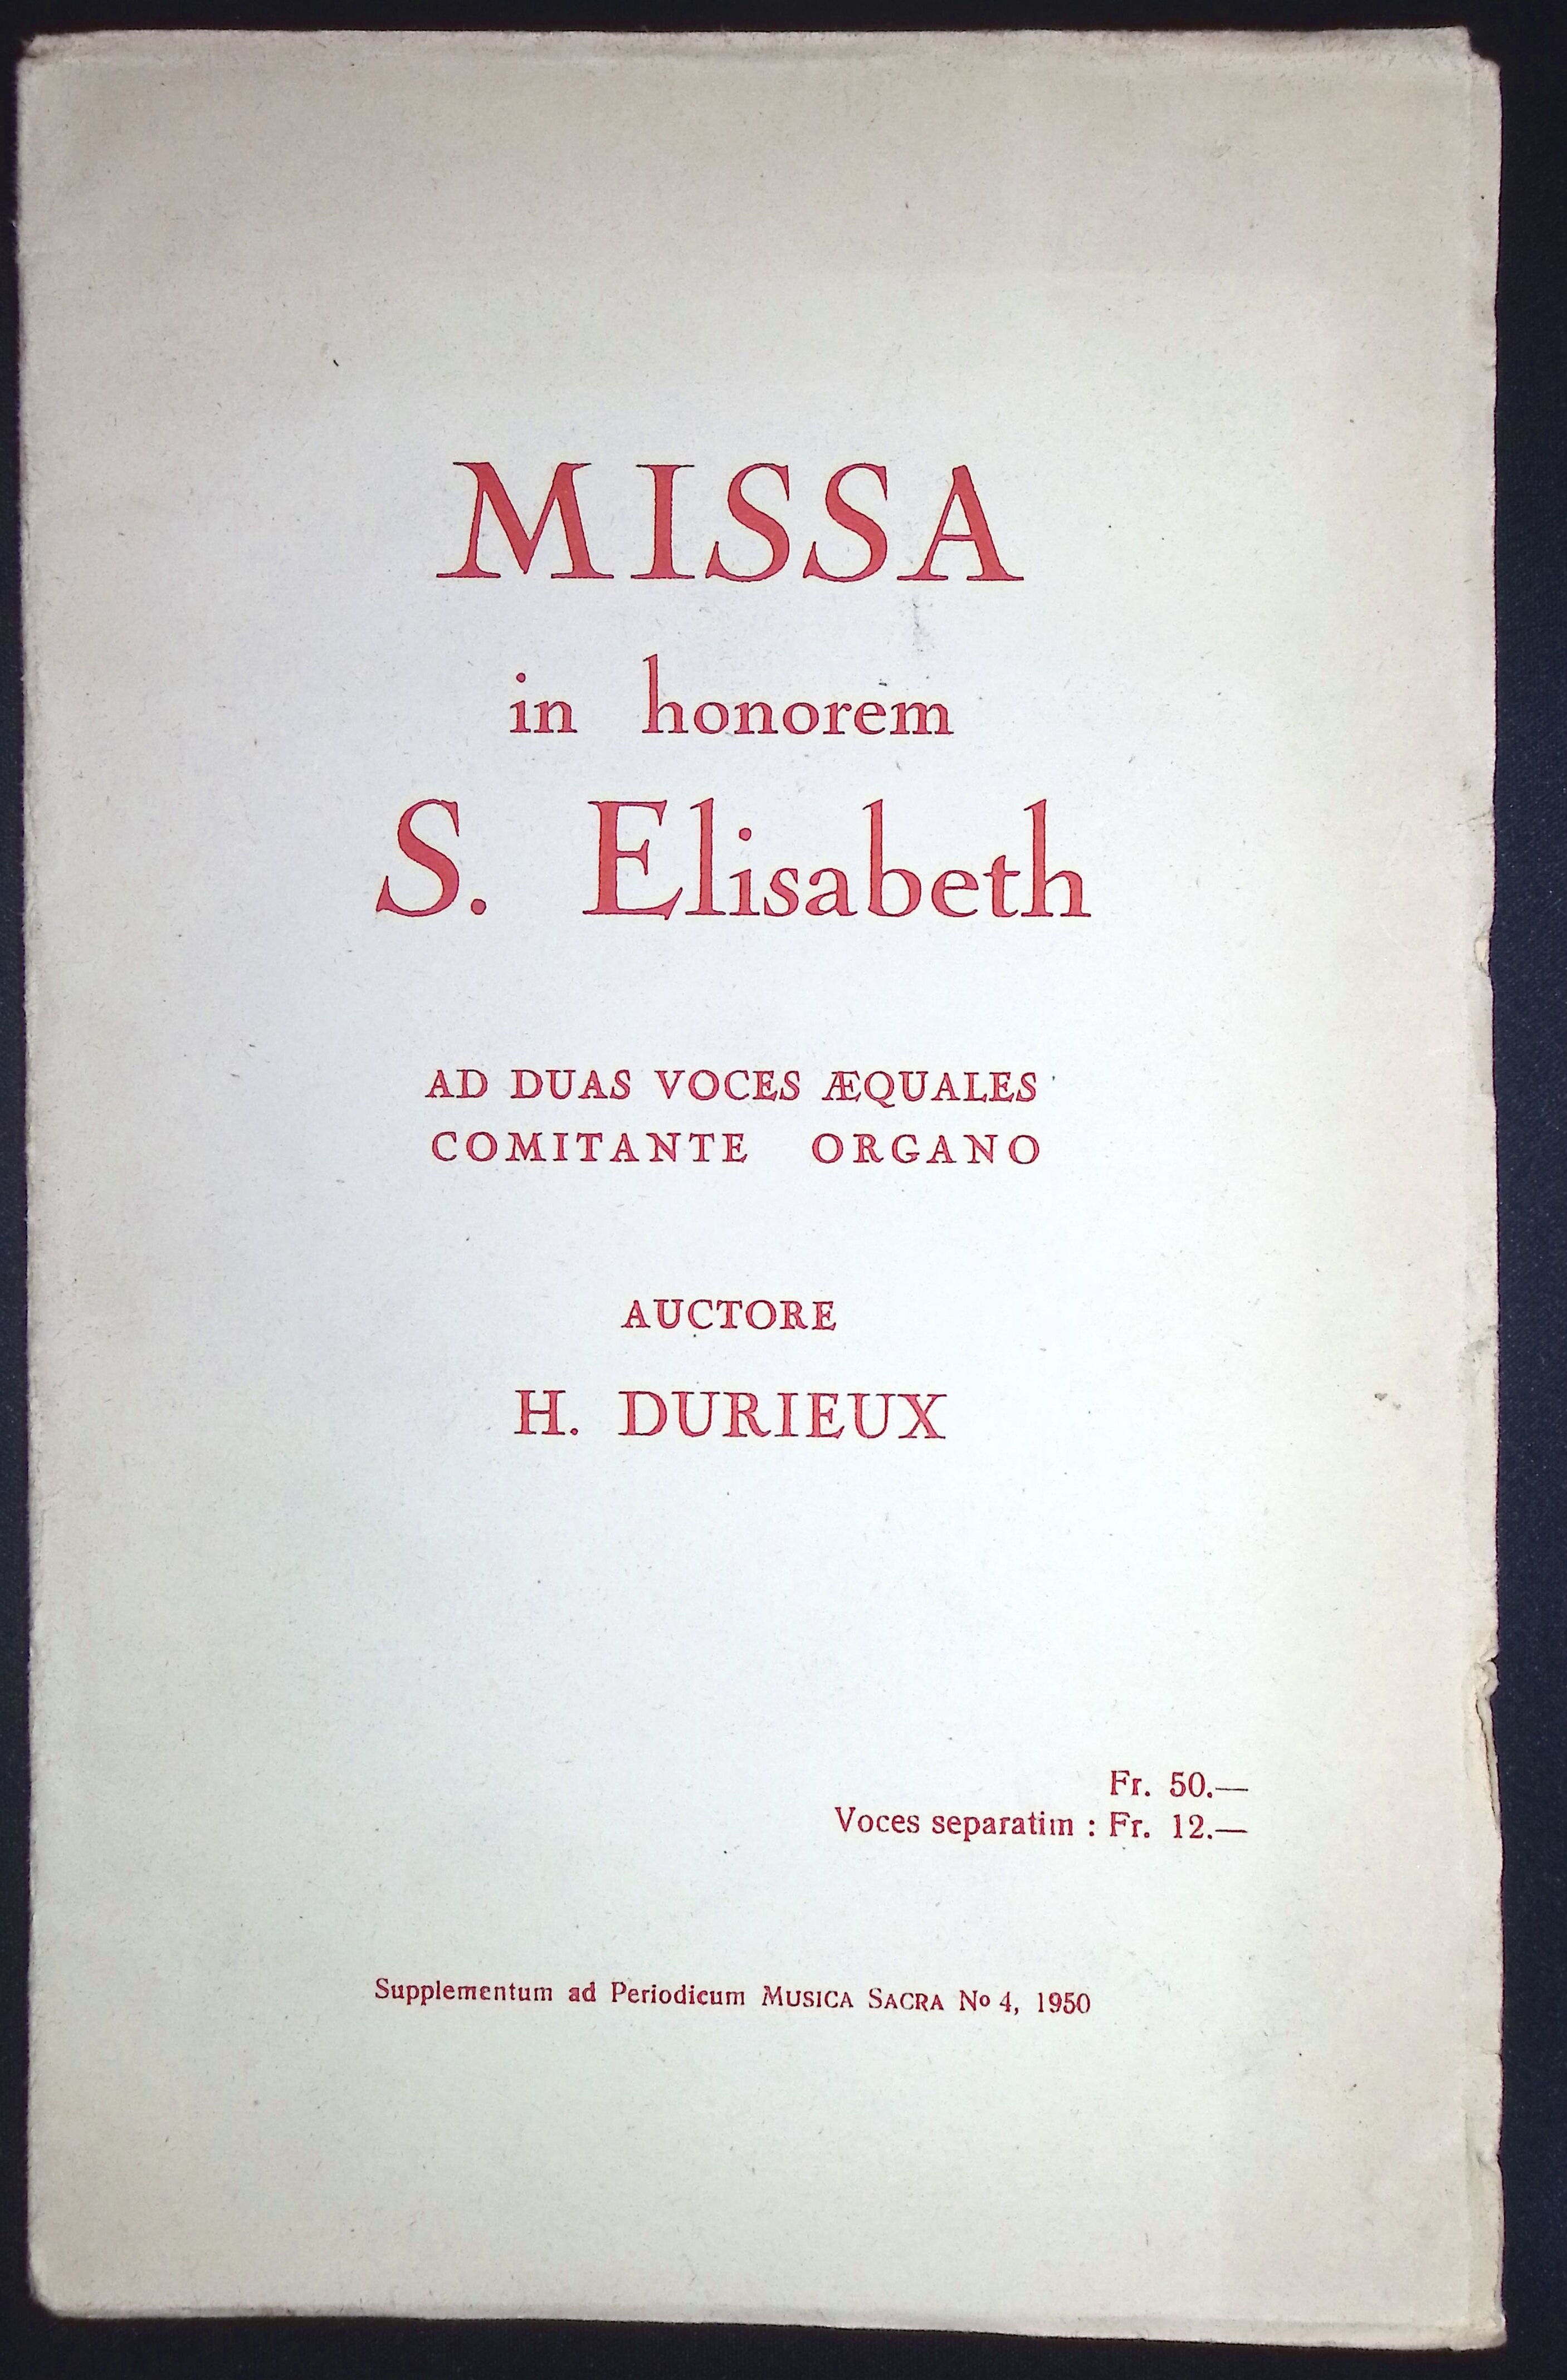 MISSA
in honorem
S. Elisabeth
AD DUAS VOCES ÆQUALES
COMITANTE ORGANO
AUCTORE
H. DURIEUX
Fr. 50.—
Voces separatim : Fr. 12.—
Supplementum ad Periodicum MUSICA SACRA Nº 4, 1950